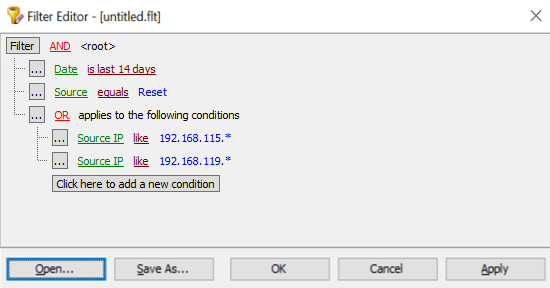 Filter Editor - [untitled.flt]
Filter AND <root>
... Date is last 14 days
... Source equals Reset
... OR applies to the following conditions
... Source IP like 192.168.115.*
... Source IP like 192.168.119.*
Click here to add a new condition
Open... Save As... OK Cancel Apply